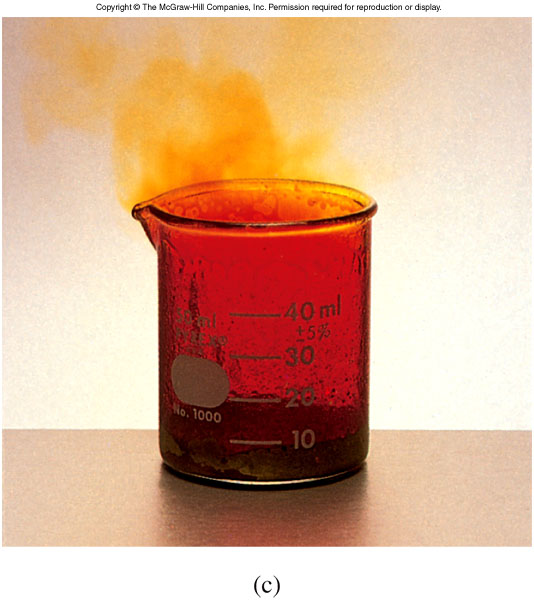 Copyright © The McGraw-Hill Companies, Inc. Permission required for reproduction or display.
40 ml
±5%
30
20
No. 1000
10
(c)